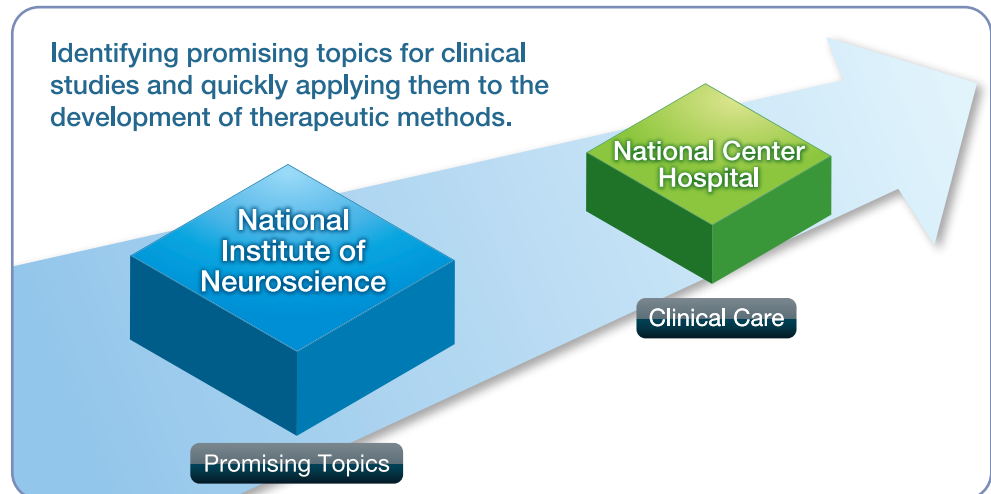 Identifying promising topics for clinical
studies and quickly applying them to the
development of therapeutic methods.
National Center
Hospital
National
Institute of
Neuroscience
Clinical Care
Promising Topics